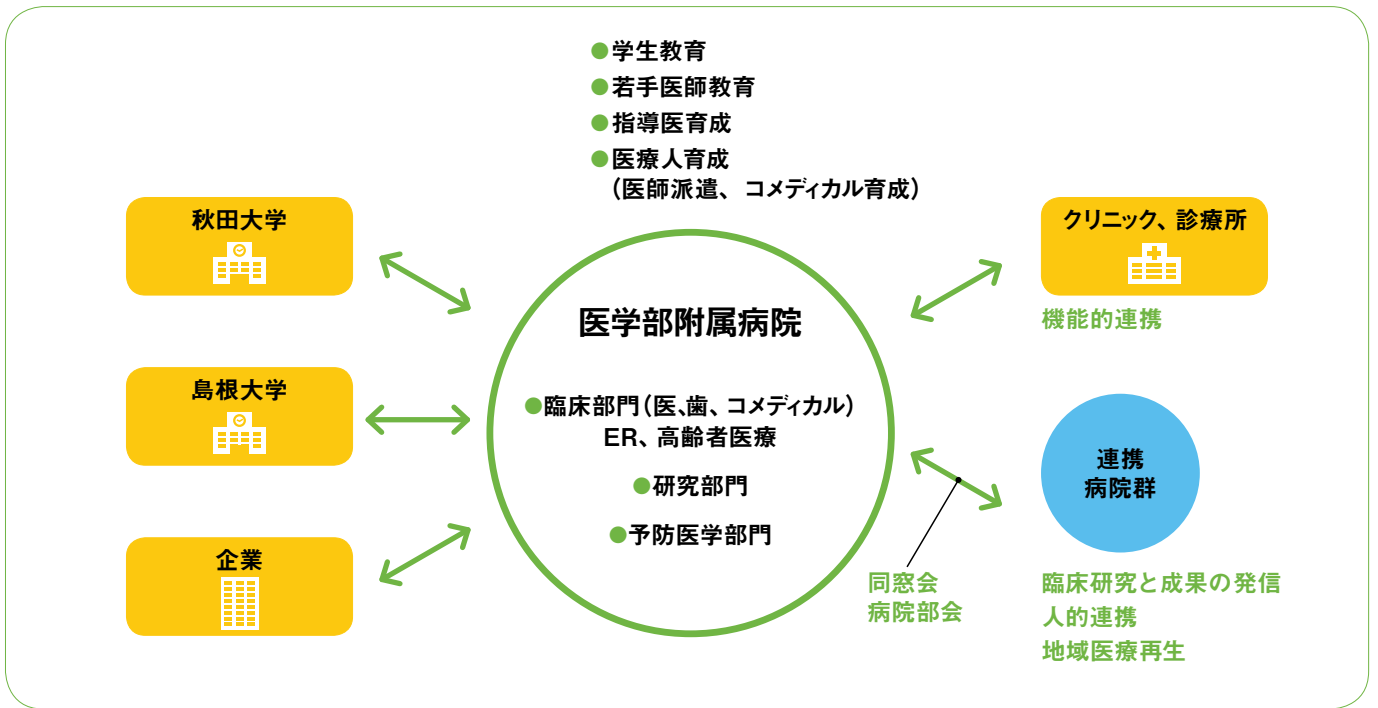 ●学生教育
●若手医師教育
●指導医育成
●医療人育成
(医師派遣、コメディカル育成)
秋田大学
島根大学
企業
医学部附属病院
●臨床部門(医、歯、コメディカル)
ER、高齢者医療
●研究部門
●予防医学部門
クリニック、診療所
機能的連携
連携
病院群
同窓会
病院部会
臨床研究と成果の発信
人的連携
地域医療再生